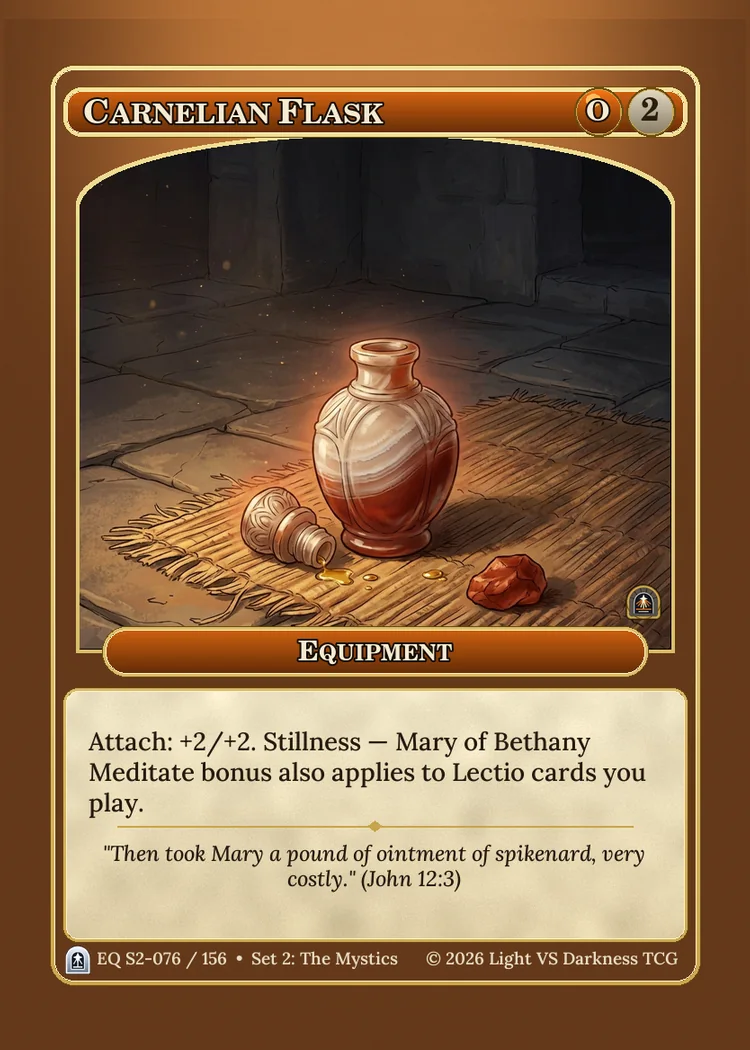 Carnelian Flask O 2
Equipment
Attach: +2/+2. Stillness — Mary of Bethany
Meditate bonus also applies to Lectio cards you
play.
"Then took Mary a pound of ointment of spikenard, very
costly." (John 12:3)
EQ S2-076 / 156 • Set 2: The Mystics © 2026 Light VS Darkness TCG